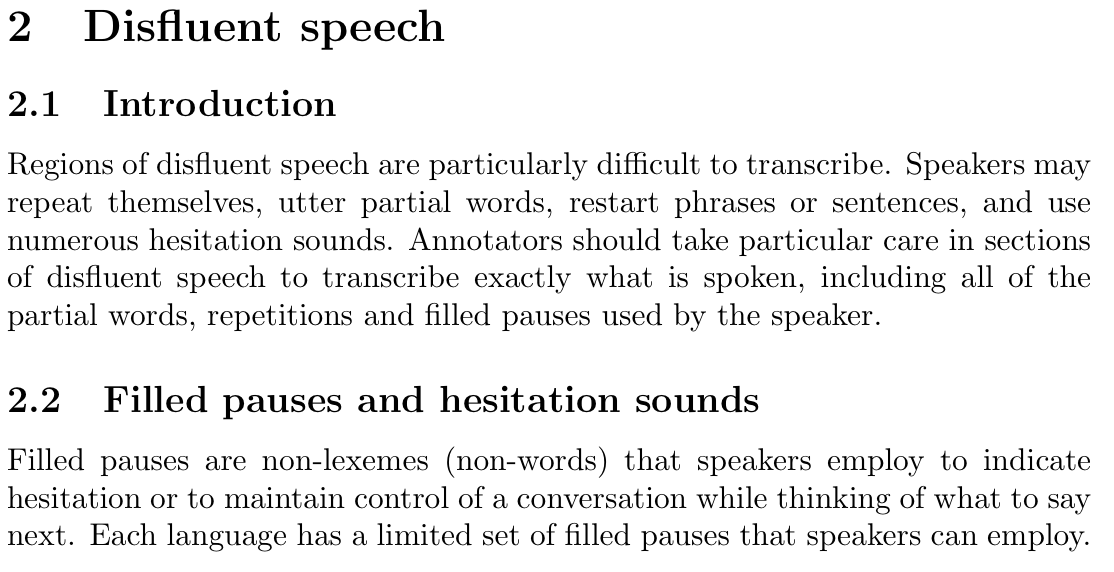 2 Disfluent speech
2.1 Introduction
Regions of disfluent speech are particularly difficult to transcribe. Speakers may
repeat themselves, utter partial words, restart phrases or sentences, and use
numerous hesitation sounds. Annotators should take particular care in sections
of disfluent speech to transcribe exactly what is spoken, including all of the
partial words, repetitions and filled pauses used by the speaker.
2.2 Filled pauses and hesitation sounds
Filled pauses are non-lexemes (non-words) that speakers employ to indicate
hesitation or to maintain control of a conversation while thinking of what to say
next. Each language has a limited set of filled pauses that speakers can employ.